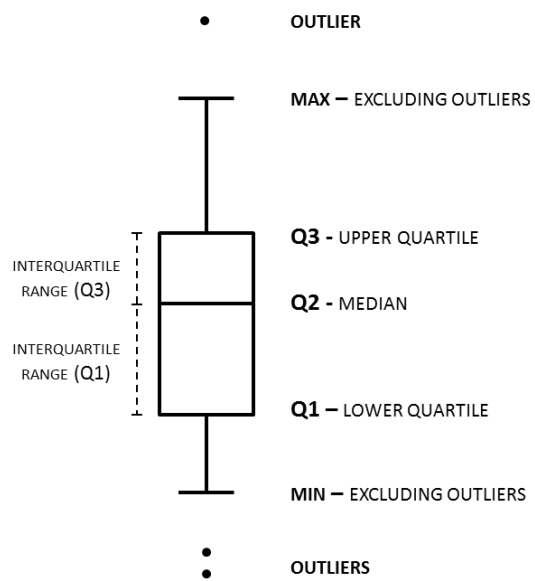 OUTLIER
MAX – EXCLUDING OUTLIERS
Q3 - UPPER QUARTILE
INTERQUARTILE
RANGE (Q3)
Q2 - MEDIAN
INTERQUARTILE
RANGE (Q1)
Q1 – LOWER QUARTILE
MIN – EXCLUDING OUTLIERS
OUTLIERS